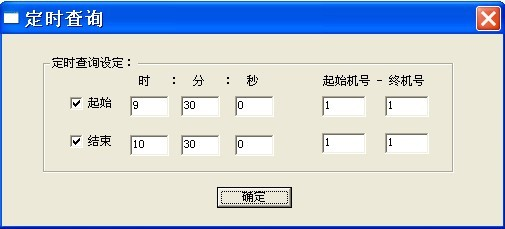 定时查询
定时查询设定：
时 : 分 : 秒 起始机号 - 终机号
起始 9 30 0 1 1
结束 10 30 0 1 1
确定